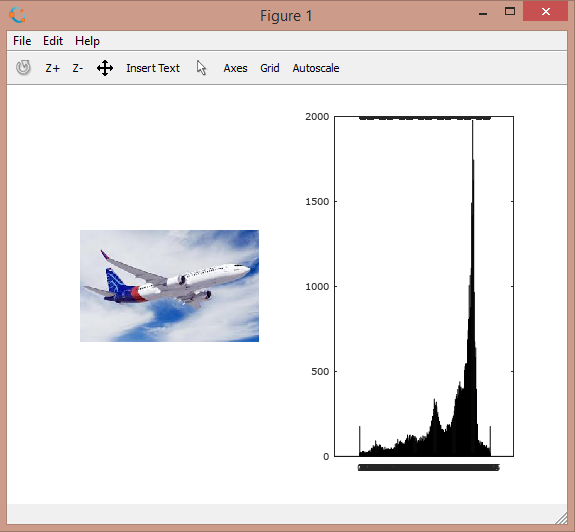 Figure 1
File Edit Help
Z+ Z- Insert Text Axes Grid Autoscale
2000
1500
1000
500
0